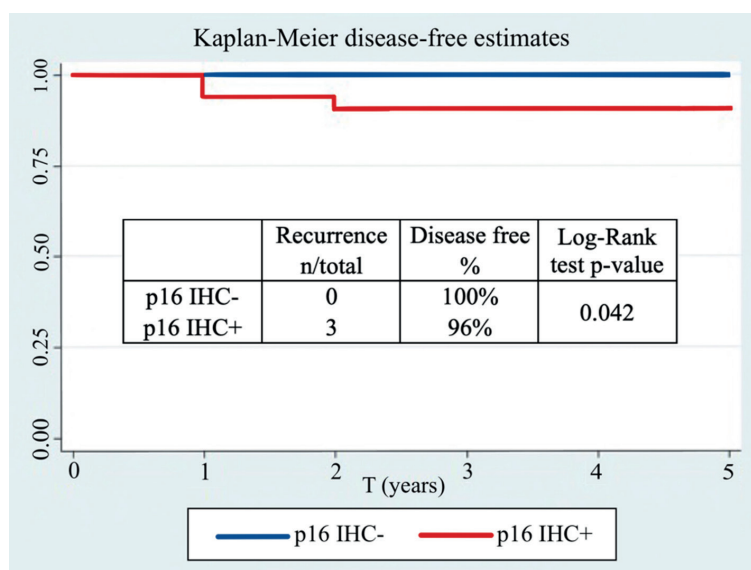 Kaplan-Meier disease-free estimates
1.00
0.75
0.50
0.25
0.00
Recurrence n/total
Disease free %
Log-Rank test p-value
p16 IHC- 0 100%
0.042
p16 IHC+ 3 96%
0 1 2 3 4 5
T (years)
p16 IHC- p16 IHC+